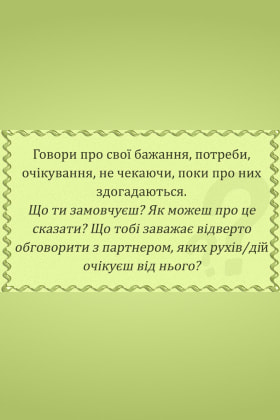 Говори про свої бажання, потреби,
очікування, не чекаючи, поки про них
здогадаються.
Що ти замовчуєш? Як можеш про це
сказати? Що тобі заважає відверто
обговорити з партнером, яких рухів/дій
очікуєш від нього?